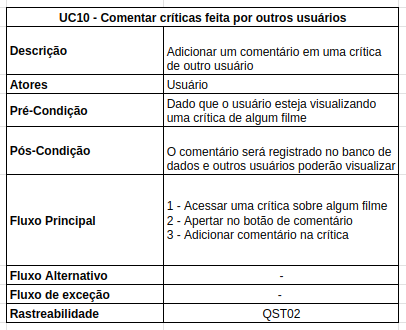 UC10 - Comentar críticas feita por outros usuários
Descrição
Adicionar um comentário em uma crítica
de outro usuário
Atores
Usuário
Pré-Condição
Dado que o usuário esteja visualizando
uma crítica de algum filme
Pós-Condição
O comentário será registrado no banco de
dados e outros usuários poderão visualizar
Fluxo Principal
1 - Acessar uma crítica sobre algum filme
2 - Apertar no botão de comentário
3 - Adicionar comentário na crítica
Fluxo Alternativo
-
Fluxo de exceção
-
Rastreabilidade
QST02